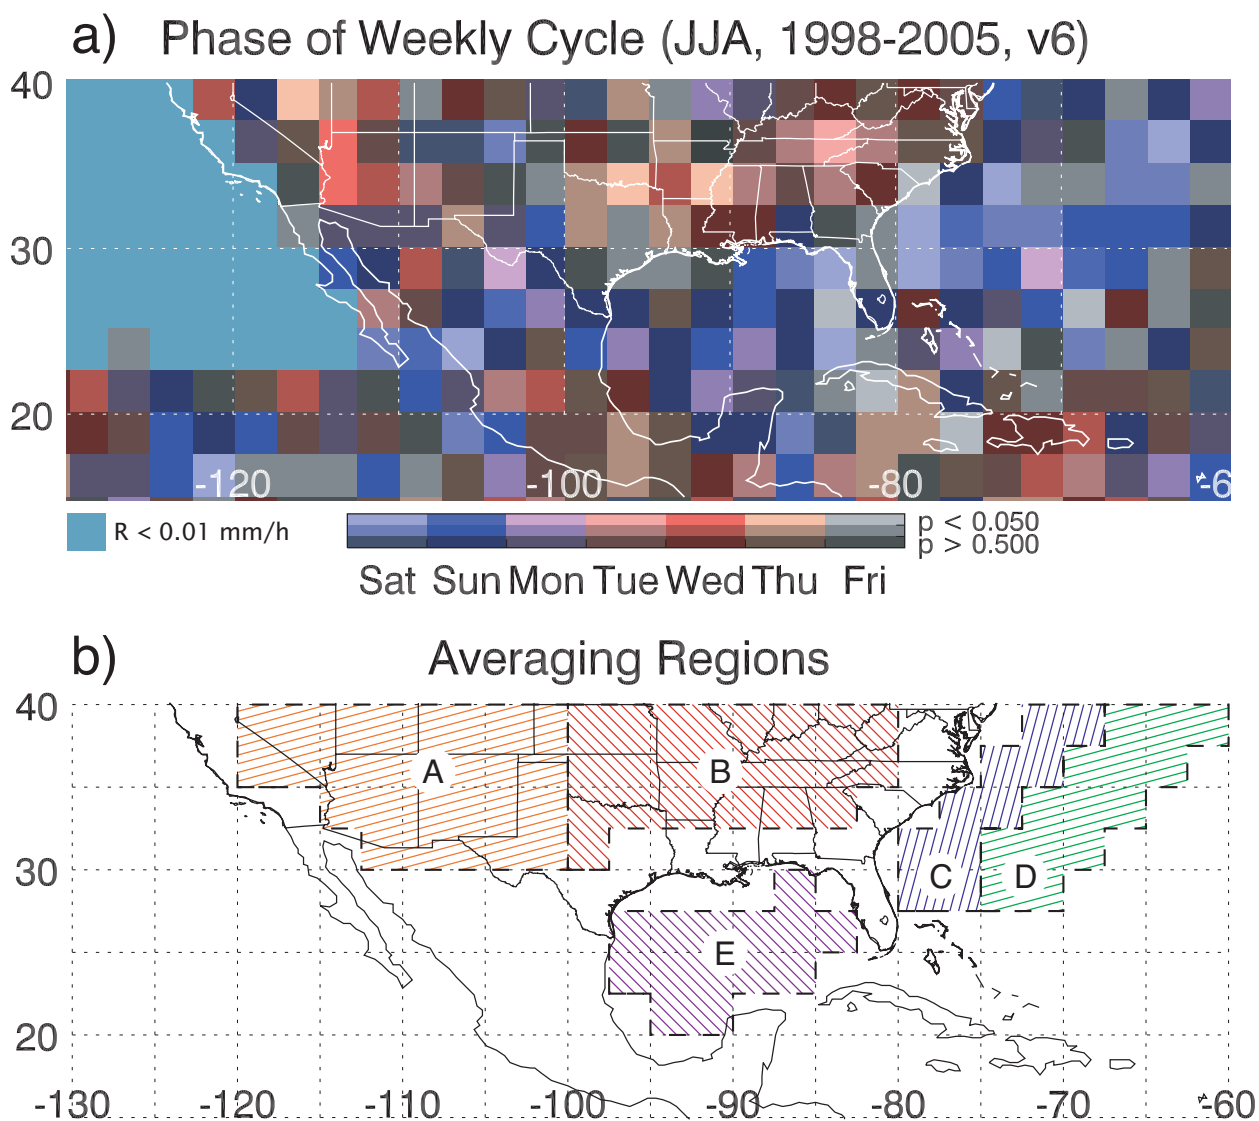 a) Phase of Weekly Cycle (JJA, 1998-2005, v6)
40
30
20
-120 -100 -80 -6
R < 0.01 mm/h
p < 0.050
p > 0.500
Sat Sun Mon Tue Wed Thu Fri
b) Averaging Regions
40
A B
C D
30
E
20
-130 -120 -110 -100 -90 -80 -70 -60